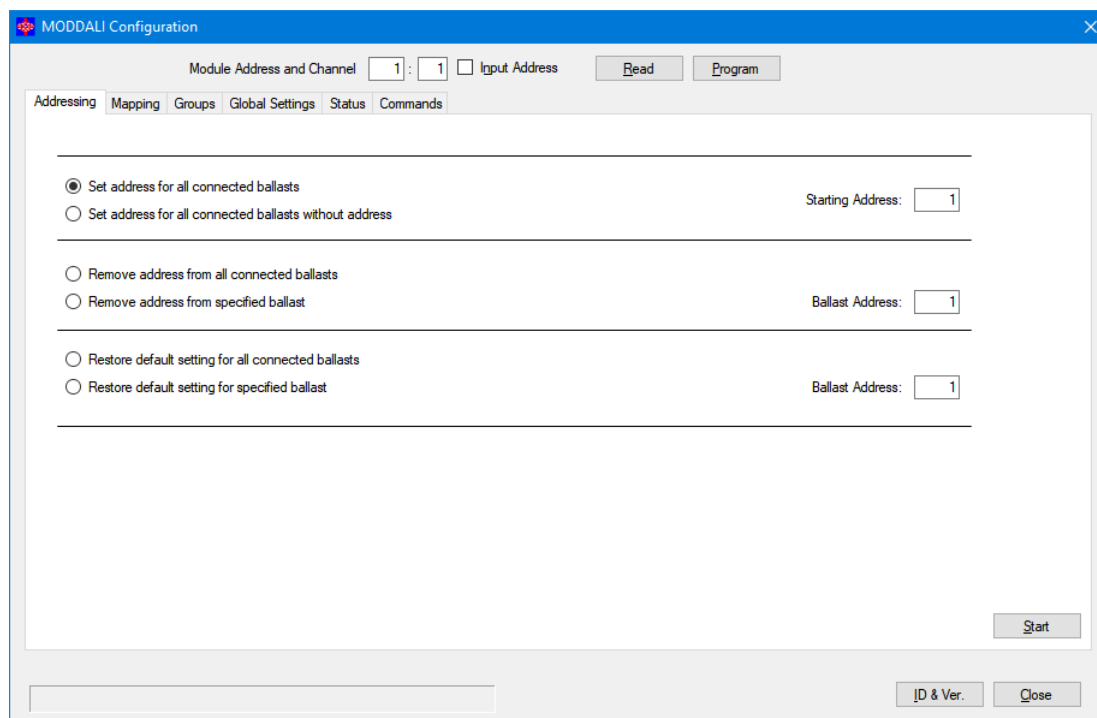 MODDALI Configuration
Module Address and Channel 1 : 1 Input Address Read Program
Addressing Mapping Groups Global Settings Status Commands
Set address for all connected ballasts
Starting Address: 1
Set address for all connected ballasts without address
Remove address from all connected ballasts
Remove address from specified ballast Ballast Address: 1
Restore default setting for all connected ballasts
Restore default setting for specified ballast Ballast Address: 1
Start
ID & Ver. Close